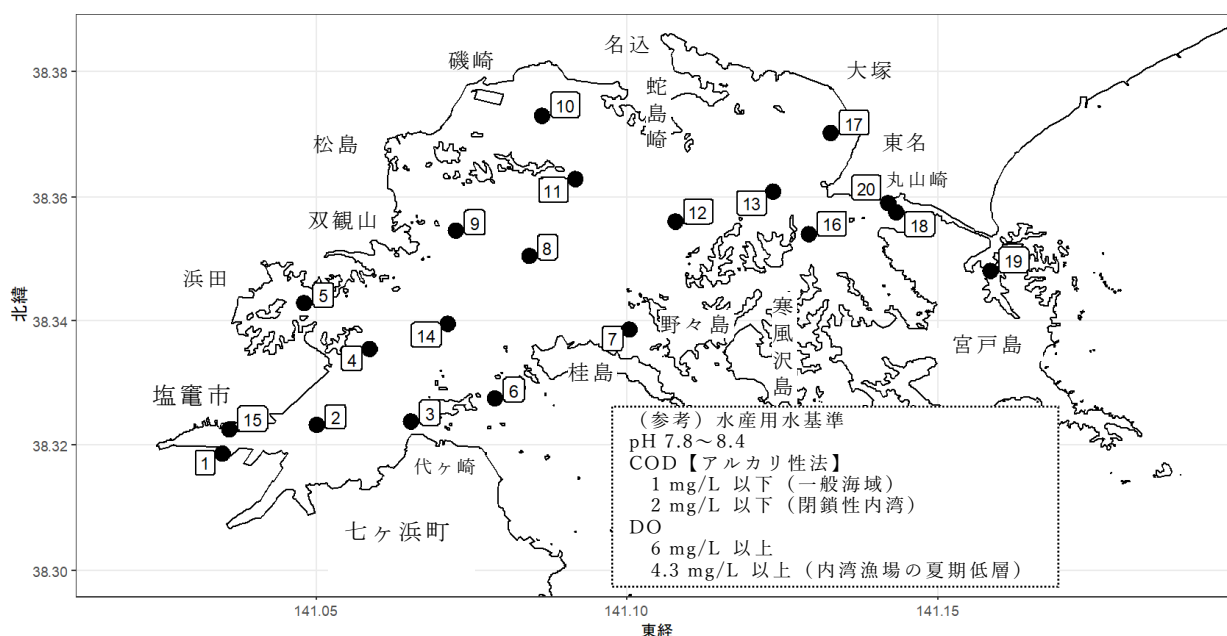 名込
磯崎
大塚
38.38
蛇島崎
10
17
松島
東名
11
丸山崎
38.36
13
20
双観山
9
12
16
18
8
浜田
19
5
北緯
寒風沢島
38.34
14
7
野々島
宮戸島
4
桂島
塩竈市
6
15
2
3
38.32
1
代ヶ崎
七ヶ浜町
(参考)水産用水基準
pH 7.8～8.4
COD【アルカリ性法】
1 mg/L 以下(一般海域)
2 mg/L 以下(閉鎖性内湾)
DO
6 mg/L 以上
4.3 mg/L 以上(内湾漁場の夏期低層)
38.30
141.05
141.10
141.15
東経